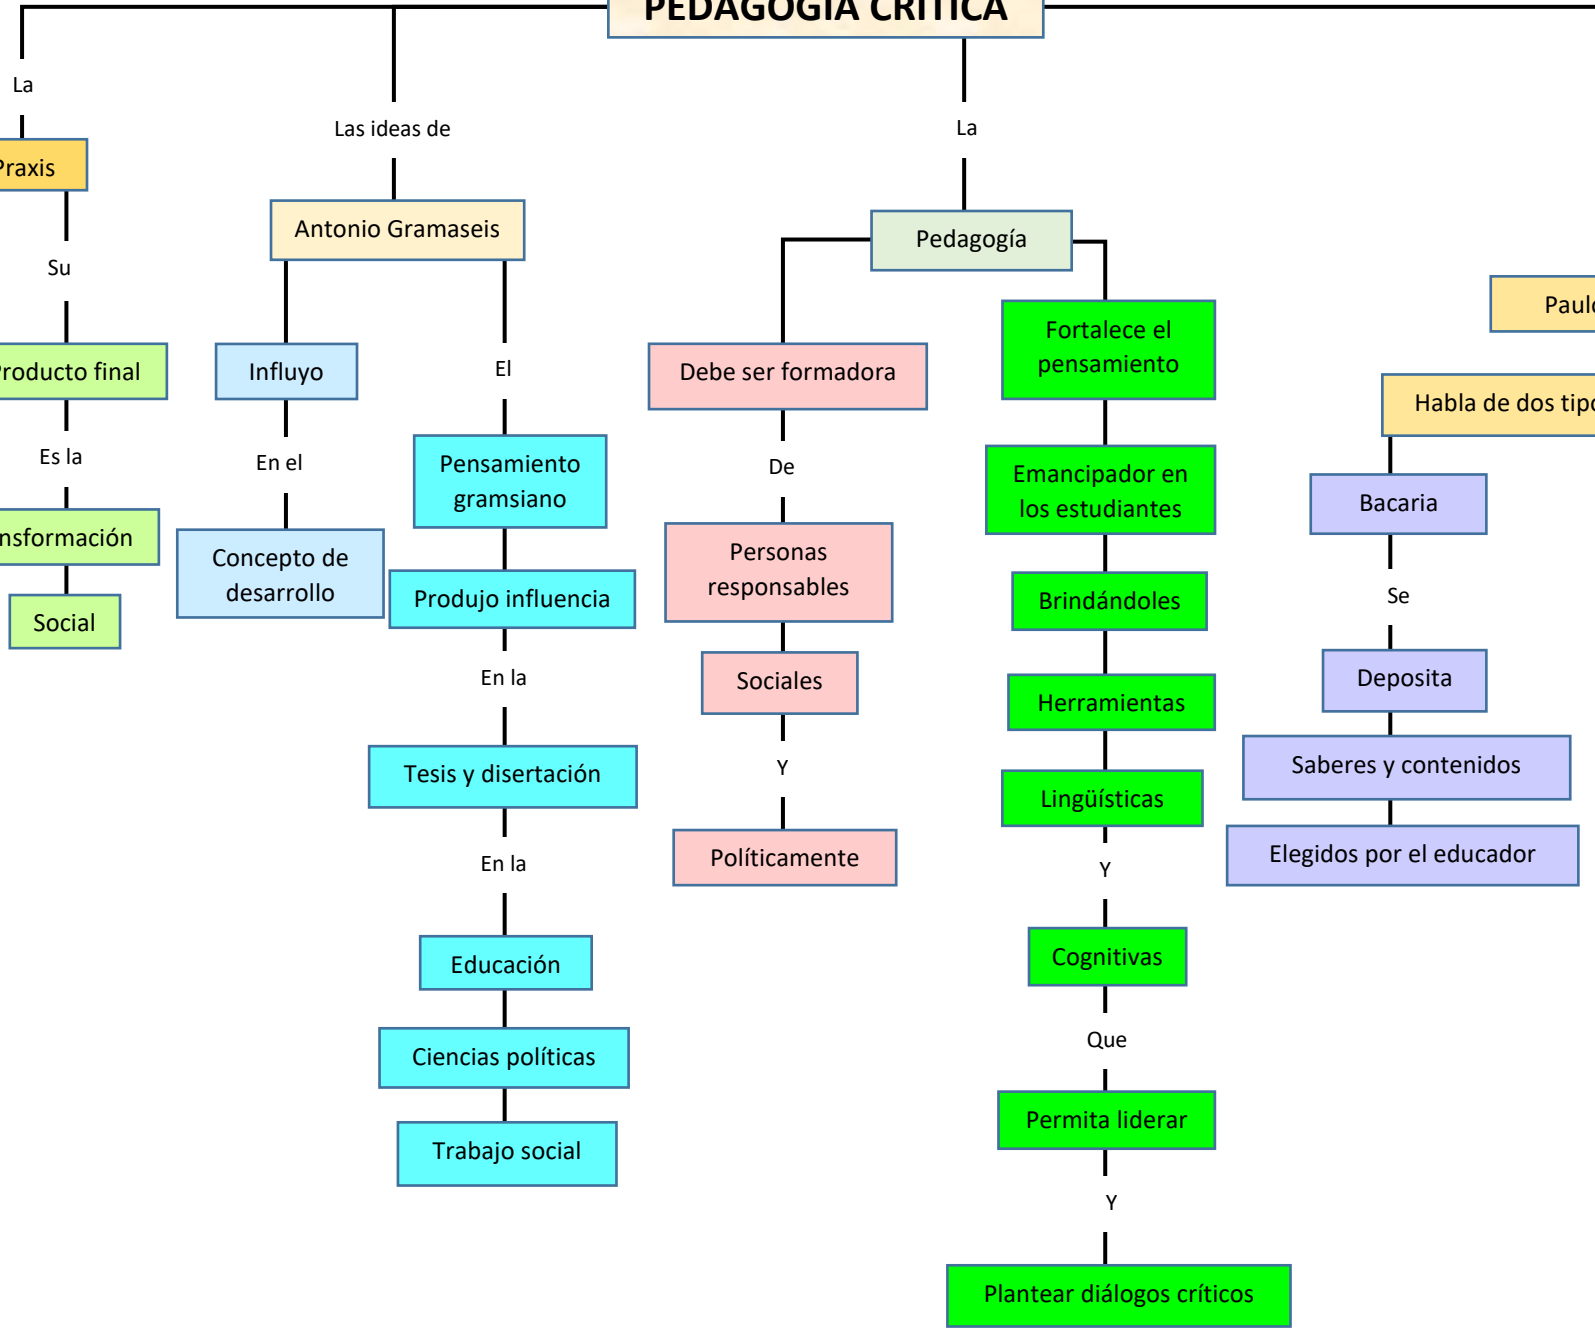 PEDAGOGÍA CRÍTICA
La
Praxis
Su
Producto final
Es la
nsformación
Social
Las ideas de
Antonio Gramaseis
Influyo
En el
Concepto de
desarrollo
El
Pensamiento
gramsiano
Produjo influencia
En la
Tesis y disertación
En la
Educación
Ciencias políticas
Trabajo social
La
Pedagogía
Debe ser formadora
De
Personas
responsables
Sociales
Y
Políticamente
Fortalece el
pensamiento
Emancipador en
los estudiantes
Brindándoles
Herramientas
Lingüísticas
Y
Cognitivas
Que
Permita liderar
Y
Plantear diálogos críticos
Paulo
Habla de dos tipo
Bacaria
Se
Deposita
Saberes y contenidos
Elegidos por el educador